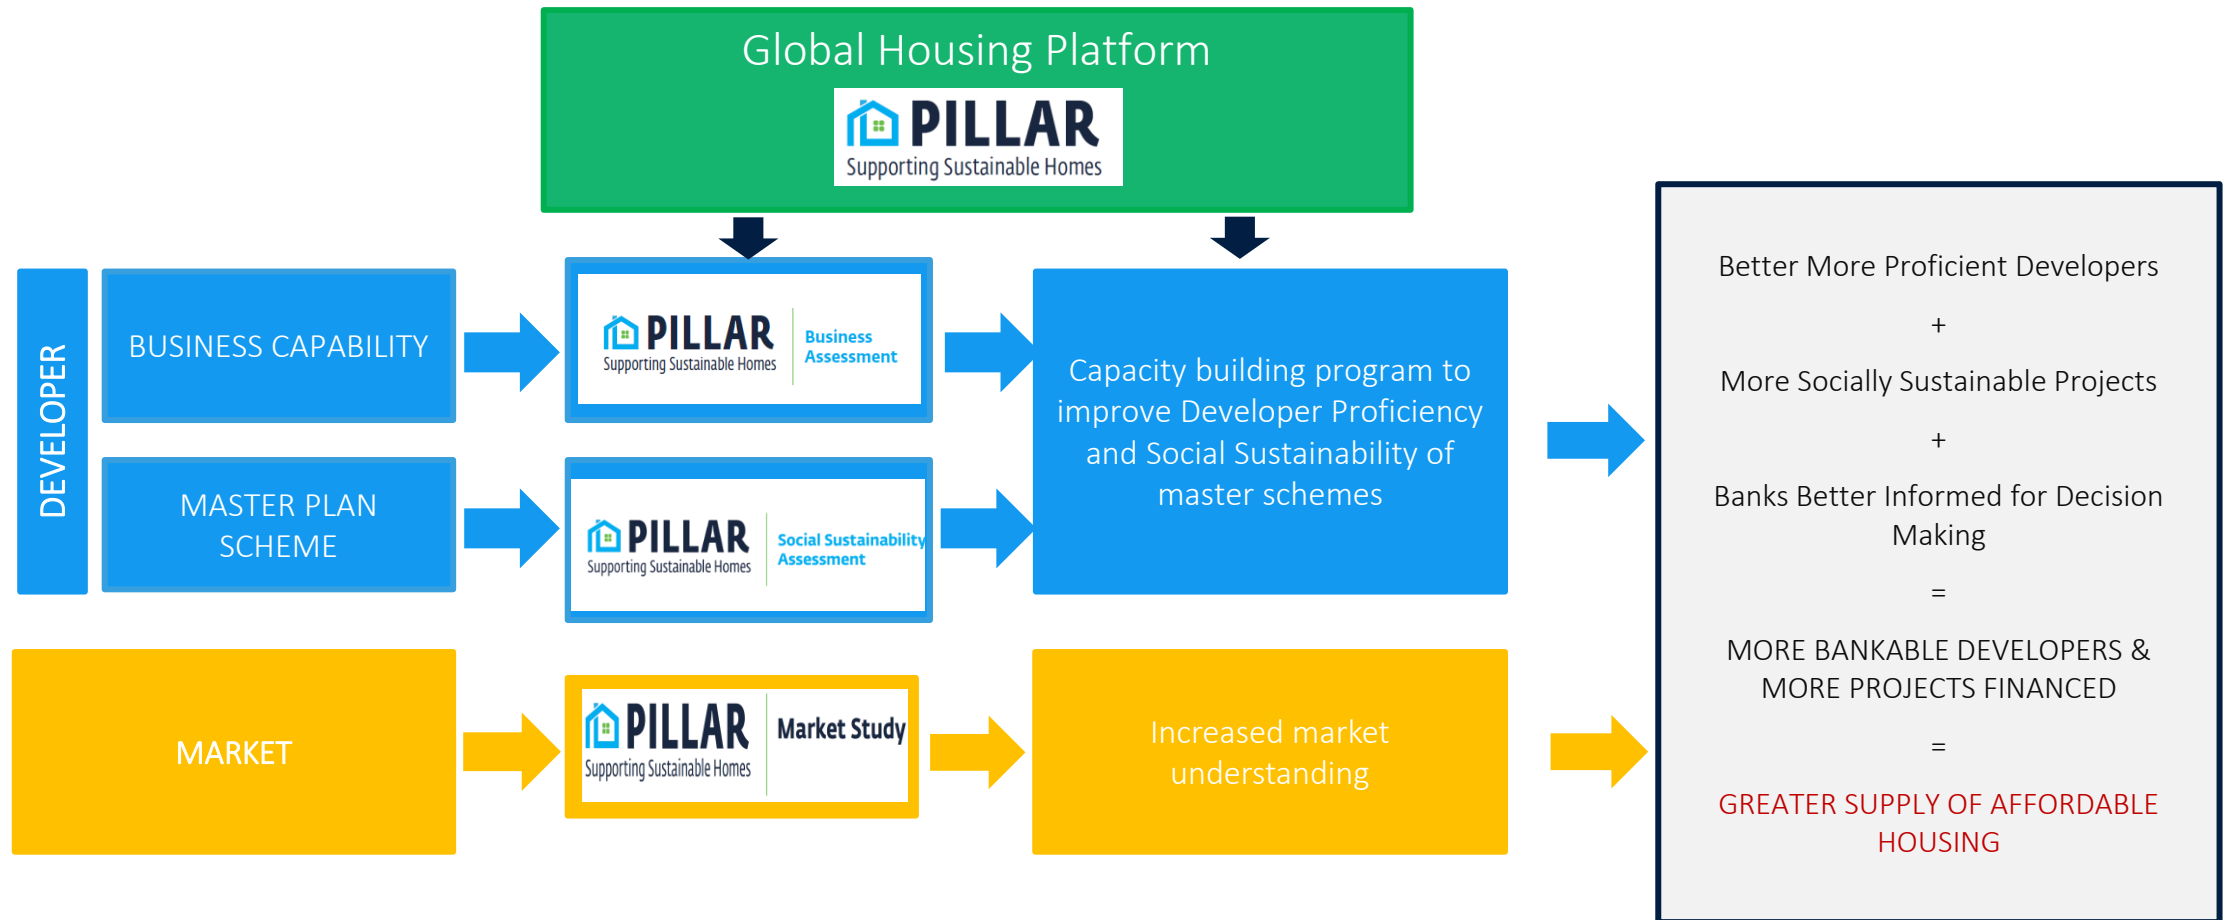 Global Housing Platform
PILLAR
Supporting Sustainable Homes
DEVELOPER
BUSINESS CAPABILITY
PILLAR
Supporting Sustainable Homes
Business
Assessment
MASTER PLAN
SCHEME
PILLAR
Supporting Sustainable Homes
Social Sustainability
Assessment
Capacity building program to
improve Developer Proficiency
and Social Sustainability of
master schemes
MARKET
PILLAR
Supporting Sustainable Homes
Market Study
Increased market
understanding
Better More Proficient Developers
+
More Socially Sustainable Projects
+
Banks Better Informed for Decision
Making
=
MORE BANKABLE DEVELOPERS &
MORE PROJECTS FINANCED
=
GREATER SUPPLY OF AFFORDABLE
HOUSING